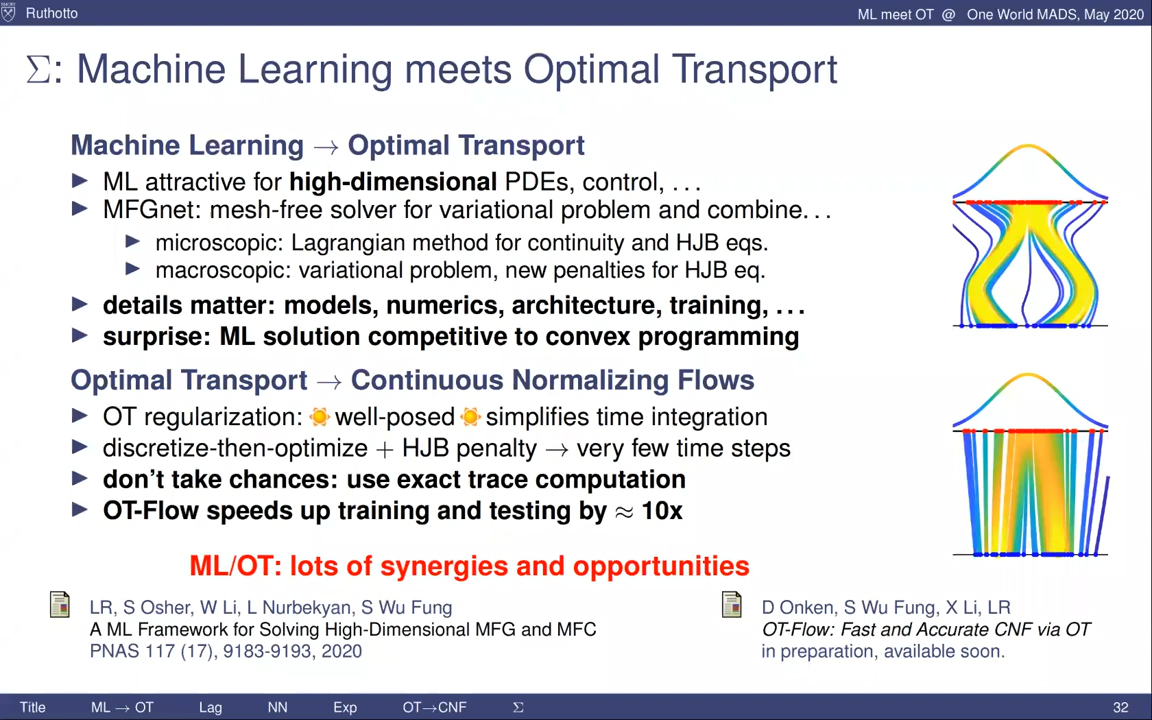 Ruthotto
ML meet OT @ One World MADS, May 2020
Σ: Machine Learning meets Optimal Transport
Machine Learning → Optimal Transport
ML attractive for high-dimensional PDEs, control, . . .
MFGnet: mesh-free solver for variational problem and combine. . .
microscopic: Lagrangian method for continuity and HJB eqs.
macroscopic: variational problem, new penalties for HJB eq.
details matter: models, numerics, architecture, training, . . .
surprise: ML solution competitive to convex programming
Optimal Transport → Continuous Normalizing Flows
OT regularization: well-posed simplifies time integration
discretize-then-optimize + HJB penalty → very few time steps
don't take chances: use exact trace computation
OT-Flow speeds up training and testing by ≈ 10x
ML/OT: lots of synergies and opportunities
LR, S Osher, W Li, L Nurbekyan, S Wu Fung
A ML Framework for Solving High-Dimensional MFG and MFC
PNAS 117 (17), 9183-9193, 2020
D Onken, S Wu Fung, X Li, LR
OT-Flow: Fast and Accurate CNF via OT
in preparation, available soon.
Title ML → OT Lag NN Exp OT→CNF Σ 32